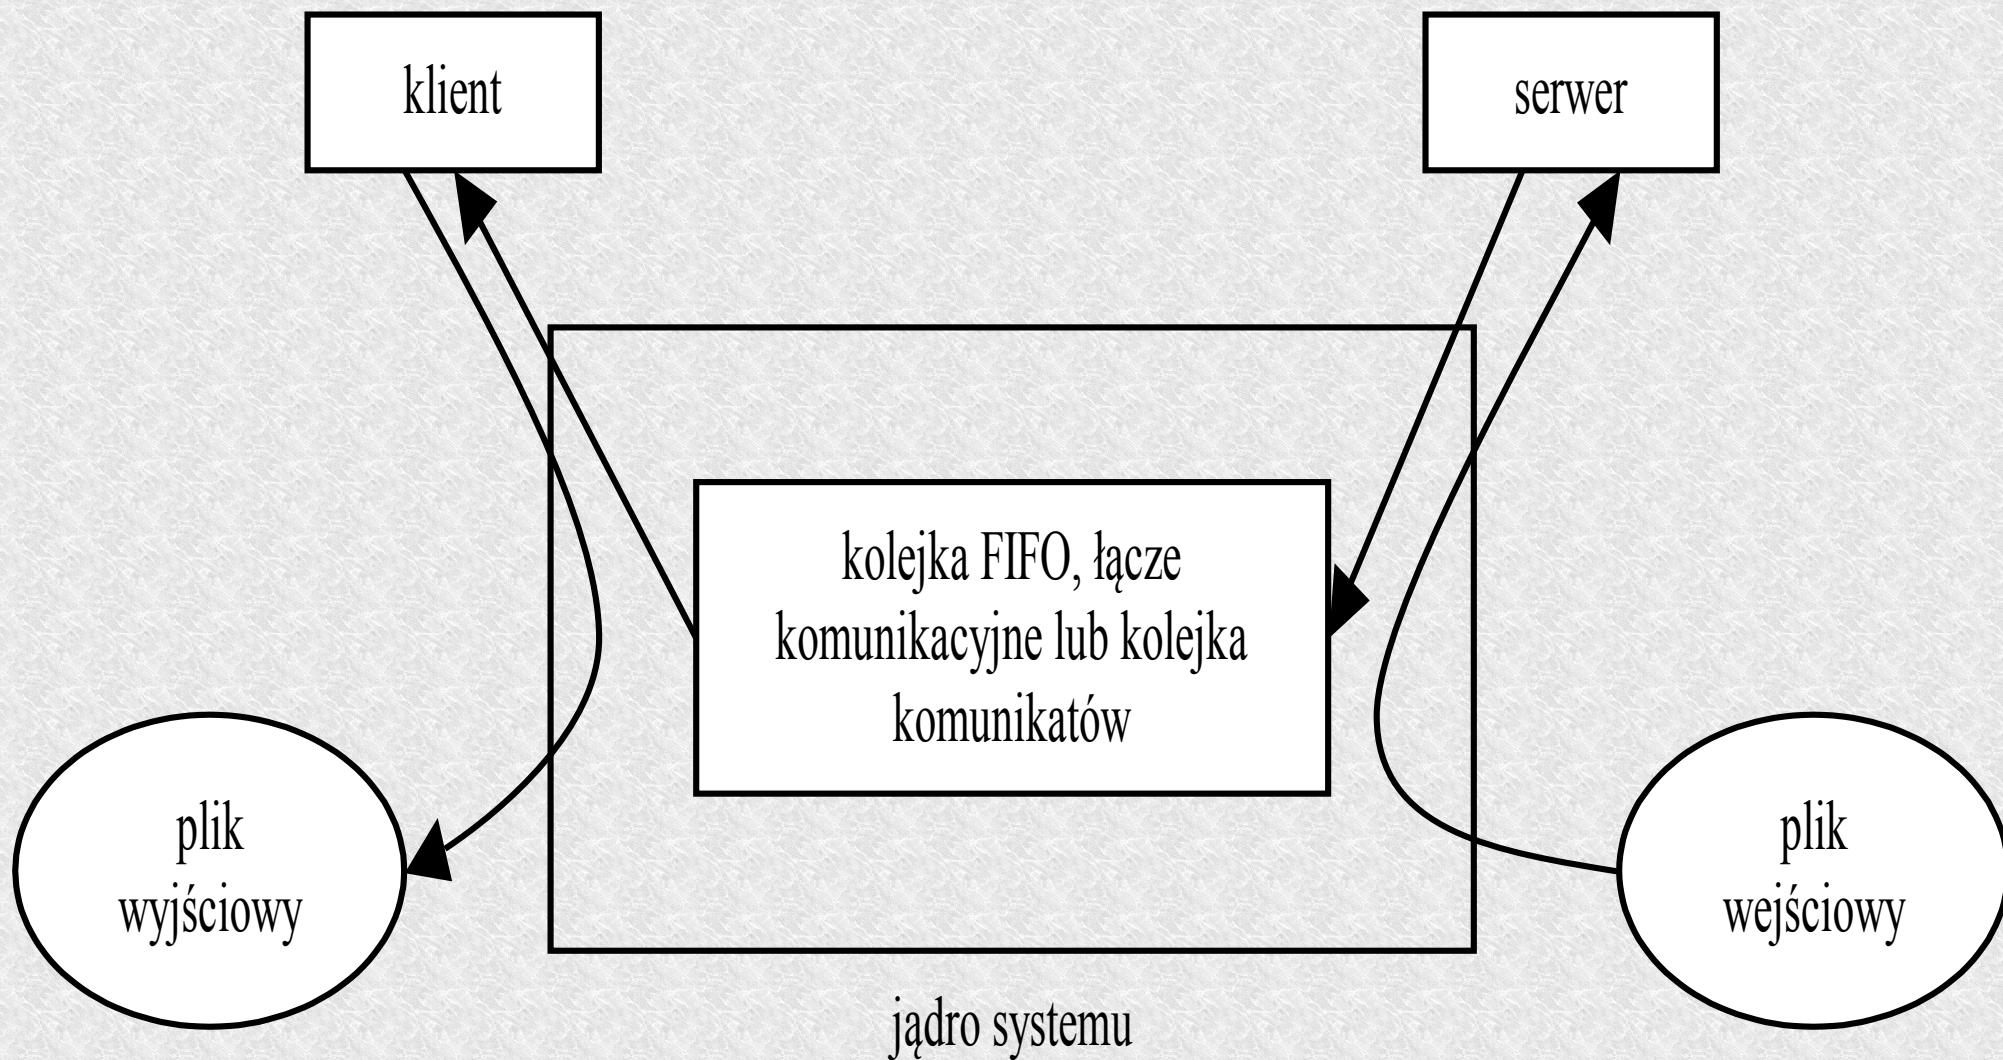 klient
serwer
kolejka FIFO, łącze
komunikacyjne lub kolejka
komunikatów
plik
wyjściowy
plik
wejściowy
jądro systemu